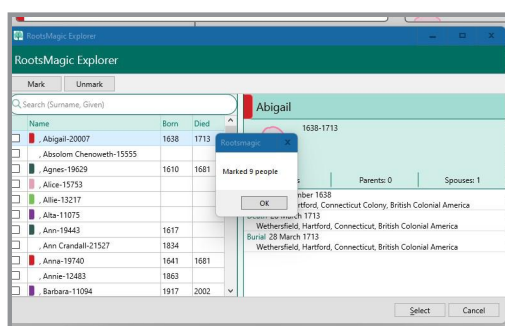 RootsMagic Explorer
RootsMagic Explorer
Mark Unmark
Search (Surname, Given)
Name Born Died
, Abigail-20007 1638 1713
, Absolom Chenoweth-15555
, Agnes-19629 1610 1681
, Alice-15753
, Allie-13217
, Alta-11075
, Ann-19443 1617
, Ann Crandall-21527 1834
, Anna-19740 1641 1681
, Annie-12483 1863
, Barbara-11094 1917 2002
Abigail
1638-1713
Parents: 0 Spouses: 1
1638
Connecticut Colony, British Colonial America
28 March 1713
Wethersfield, Hartford, Connecticut, British Colonial America
Burial 28 March 1713
Wethersfield, Hartford, Connecticut, British Colonial America
Rootsmagic X
Marked 9 people
OK
Select Cancel